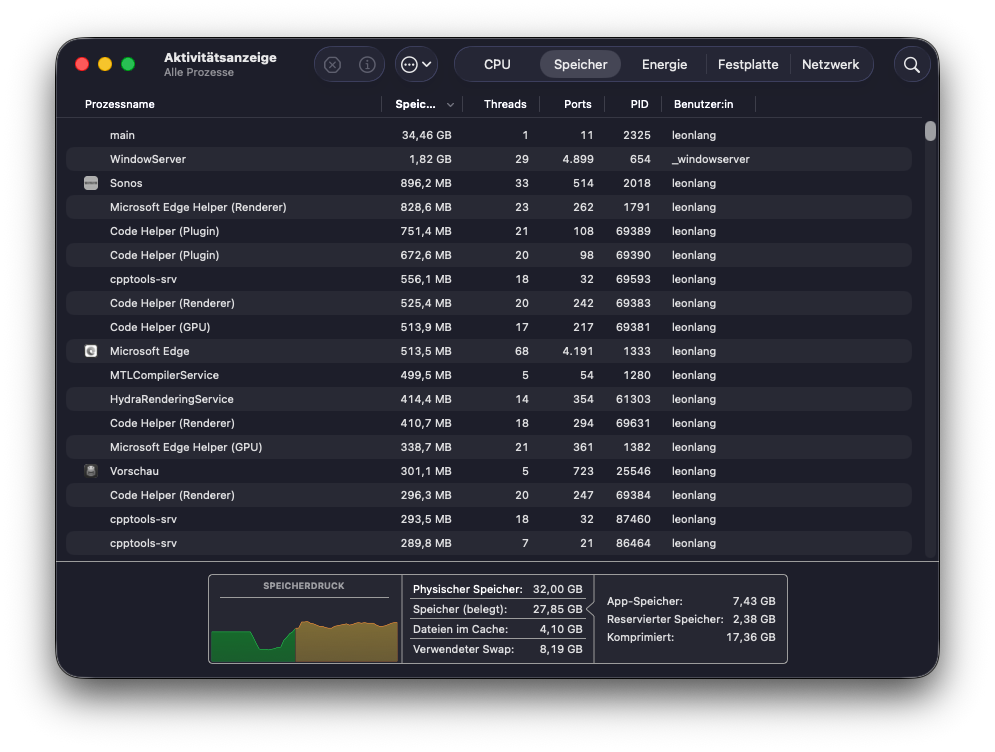 Aktivitätsanzeige
Alle Prozesse
CPU Speicher Energie Festplatte Netzwerk
Prozessname Speic... Threads Ports PID Benutzer:in
main 34,46 GB 1 11 2325 leonlang
WindowServer 1,82 GB 29 4.899 654 _windowserver
Sonos 896,2 MB 33 514 2018 leonlang
Microsoft Edge Helper (Renderer) 828,6 MB 23 262 1791 leonlang
Code Helper (Plugin) 751,4 MB 21 108 69389 leonlang
Code Helper (Plugin) 672,6 MB 20 98 69390 leonlang
cpptools-srv 556,1 MB 18 32 69593 leonlang
Code Helper (Renderer) 525,4 MB 20 242 69383 leonlang
Code Helper (GPU) 513,9 MB 17 217 69381 leonlang
Microsoft Edge 513,5 MB 68 4.191 1333 leonlang
MTLCompilerService 499,5 MB 5 54 1280 leonlang
HydraRenderingService 414,4 MB 14 354 61303 leonlang
Code Helper (Renderer) 410,7 MB 18 294 69631 leonlang
Microsoft Edge Helper (GPU) 338,7 MB 21 361 1382 leonlang
Vorschau 301,1 MB 5 723 25546 leonlang
Code Helper (Renderer) 296,3 MB 20 247 69384 leonlang
cpptools-srv 293,5 MB 18 32 87460 leonlang
cpptools-srv 289,8 MB 7 21 86464 leonlang
SPEICHERDRUCK
Physischer Speicher: 32,00 GB
Speicher (belegt): 27,85 GB
Dateien im Cache: 4,10 GB
Verwendeter Swap: 8,19 GB
App-Speicher: 7,43 GB
Reservierter Speicher: 2,38 GB
Komprimiert: 17,36 GB